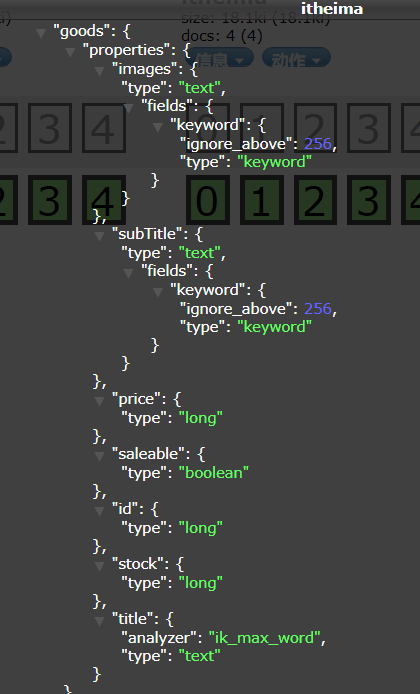 itheima
size: 18.1ki (18.1ki)
docs: 4 (4)
信息 动作
▼ "goods": {
▼ "properties": {
▼ "images": {
"type": "text",
▼ "fields": {
▼ "keyword": {
"ignore_above": 256,
"type": "keyword"
}
}
},
▼ "subTitle": {
"type": "text",
▼ "fields": {
▼ "keyword": {
"ignore_above": 256,
"type": "keyword"
}
}
},
▼ "price": {
"type": "long"
},
▼ "saleable": {
"type": "boolean"
},
▼ "id": {
"type": "long"
},
▼ "stock": {
"type": "long"
},
▼ "title": {
"analyzer": "ik_max_word",
"type": "text"
}
}
2 3 4 0 1 2 3 4
2 3 4 0 1 2 3 4